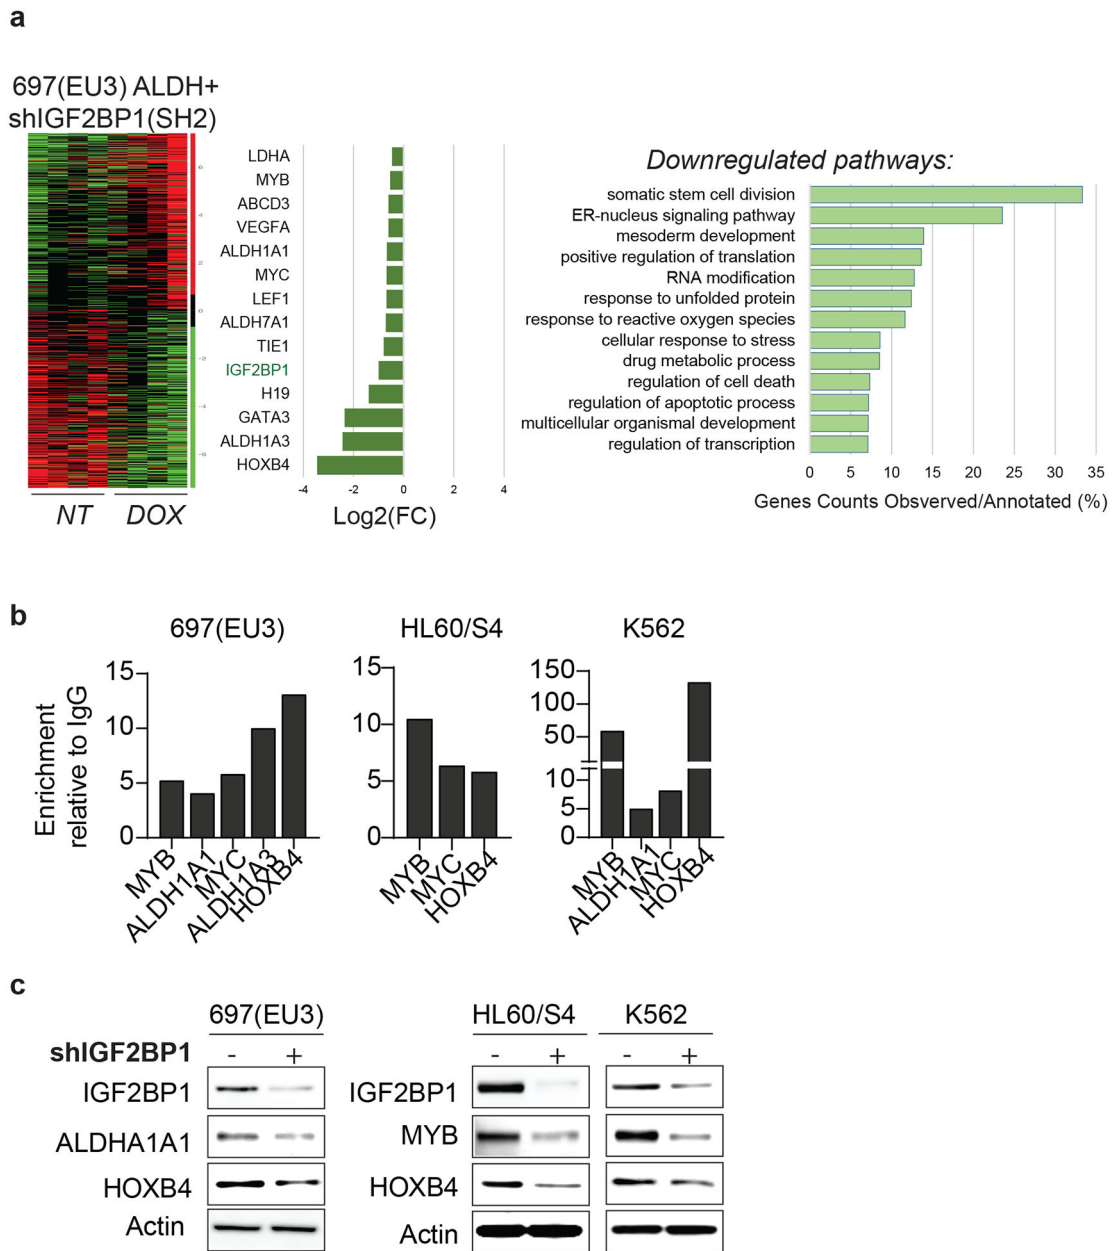 a
697(EU3) ALDH+
shIGF2BP1(SH2)
6
4
2
0
-2
-4
-6
NT DOX
LDHA
MYB
ABCD3
VEGFA
ALDH1A1
MYC
LEF1
ALDH7A1
TIE1
IGF2BP1
H19
GATA3
ALDH1A3
HOXB4
-4 -2 0 2 4
Log2(FC)
Downregulated pathways:
somatic stem cell division
ER-nucleus signaling pathway
mesoderm development
positive regulation of translation
RNA modification
response to unfolded protein
response to reactive oxygen species
cellular response to stress
drug metabolic process
regulation of cell death
regulation of apoptotic process
multicellular organismal development
regulation of transcription
0 5 10 15 20 25 30 35
Genes Counts Obsverved/Annotated (%)
b
697(EU3)
Enrichment
relative to IgG
15
10
5
0
MYB
ALDH1A1
MYC
ALDH1A3
HOXB4
HL60/S4
15
10
5
0
MYB
MYC
HOXB4
K562
150
100
50
10
5
0
MYB
ALDH1A1
MYC
HOXB4
c
697(EU3)
shIGF2BP1 - +
IGF2BP1
ALDHA1A1
HOXB4
Actin
HL60/S4 K562
- + - +
IGF2BP1
MYB
HOXB4
Actin